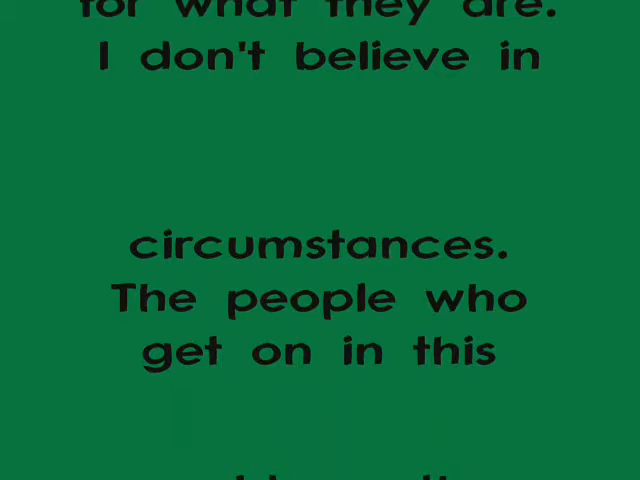 for what they are.
I don't believe in
circumstances.
The people who
get on in this